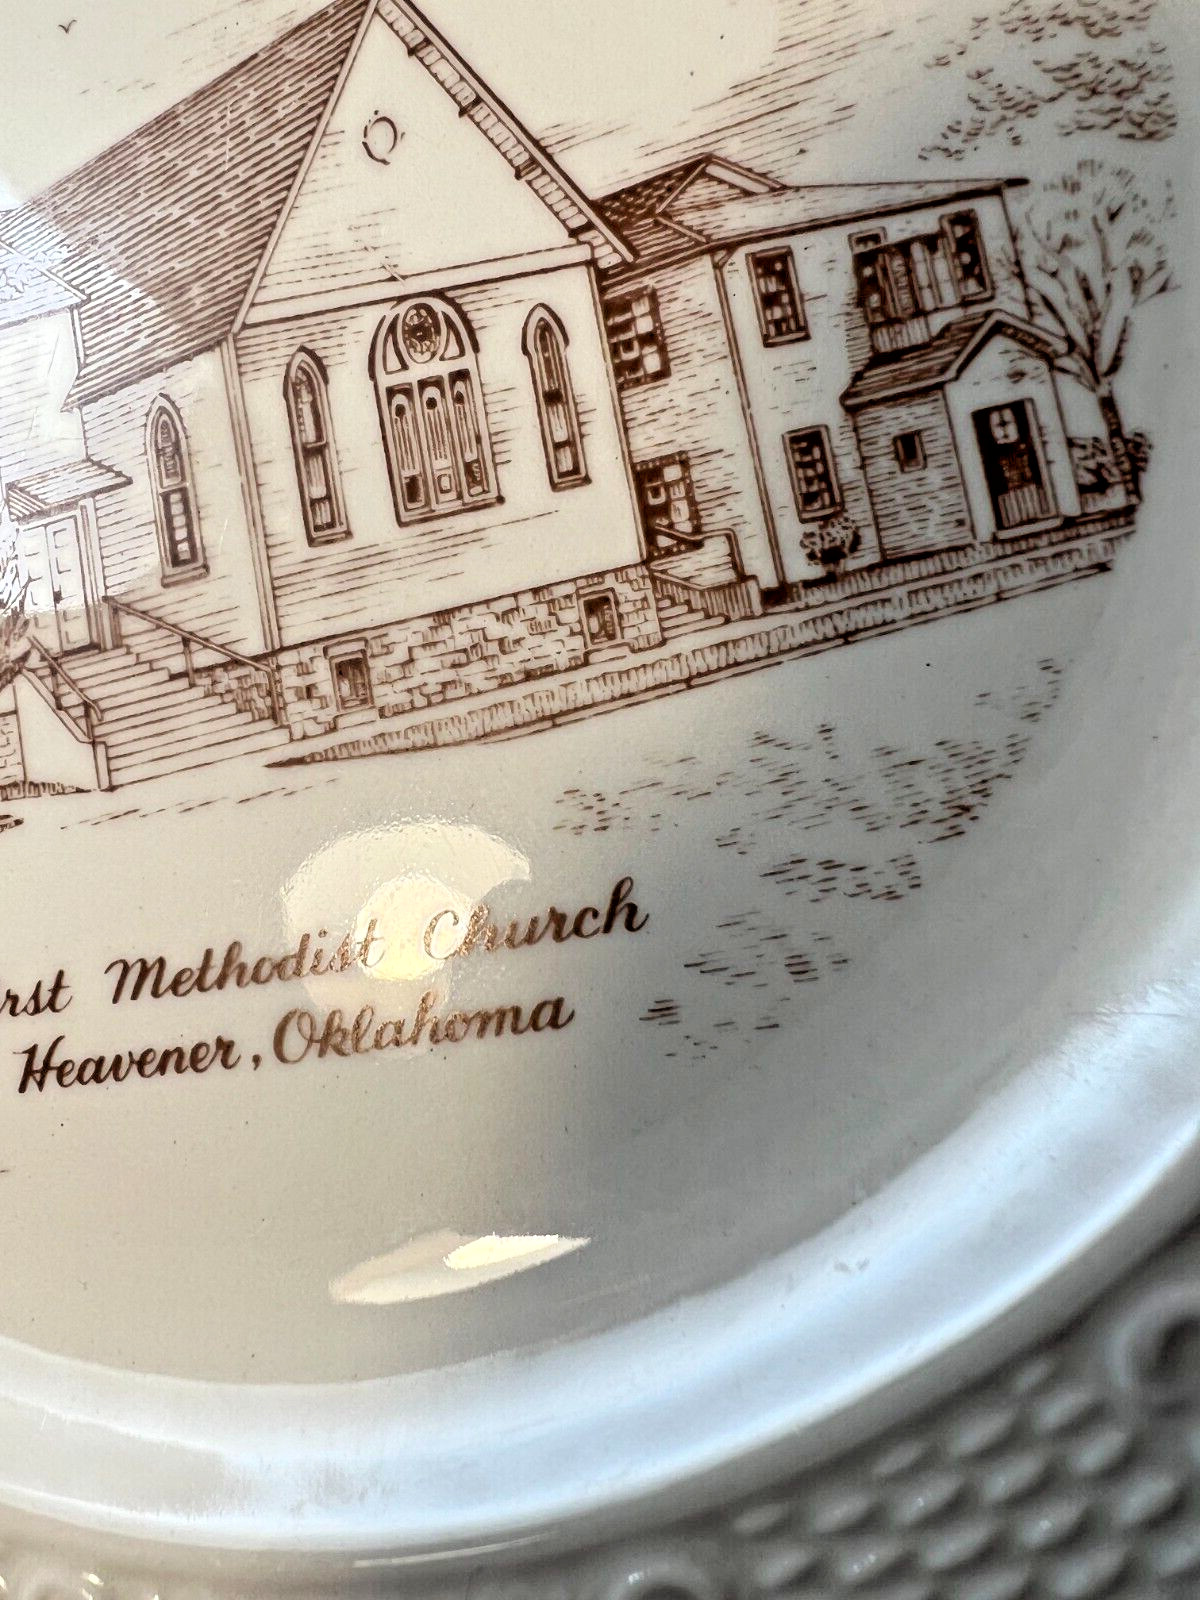 rst Methodist Church
Heavener, Oklahoma